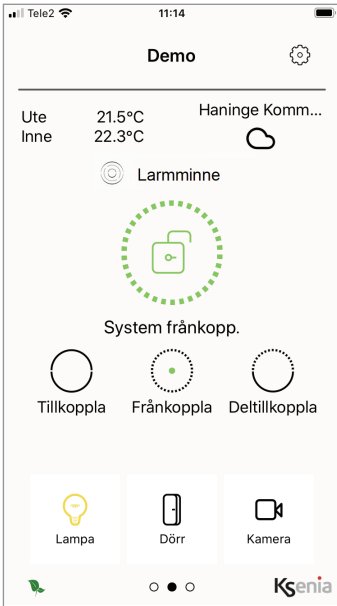 Tele2 11:14
Demo
Ute 21.5°C Haninge Komm...
Inne 22.3°C
Larmminne
System frånkopp.
Tillkoppla Frånkoppla Deltillkoppla
Lampa Dörr Kamera
Ksenia